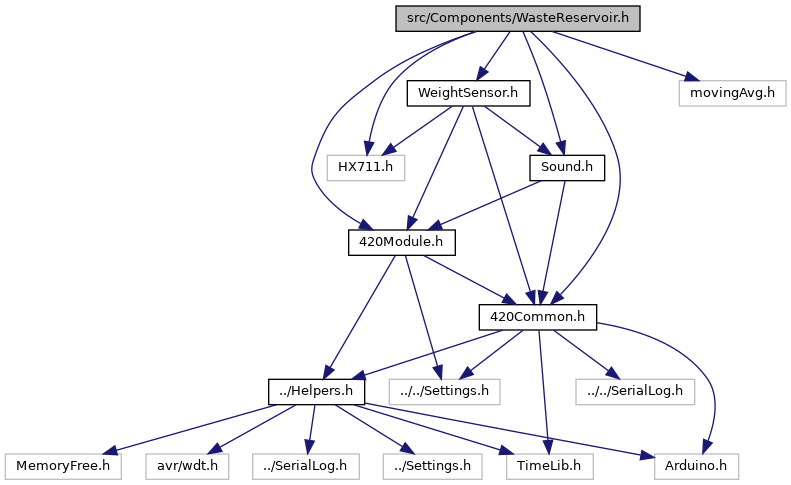 src/Components/WasteReservoir.h
WeightSensor.h
movingAvg.h
HX711.h
Sound.h
420Module.h
420Common.h
../Helpers.h
../../Settings.h
../../SerialLog.h
MemoryFree.h
avr/wdt.h
../SerialLog.h
../Settings.h
TimeLib.h
Arduino.h